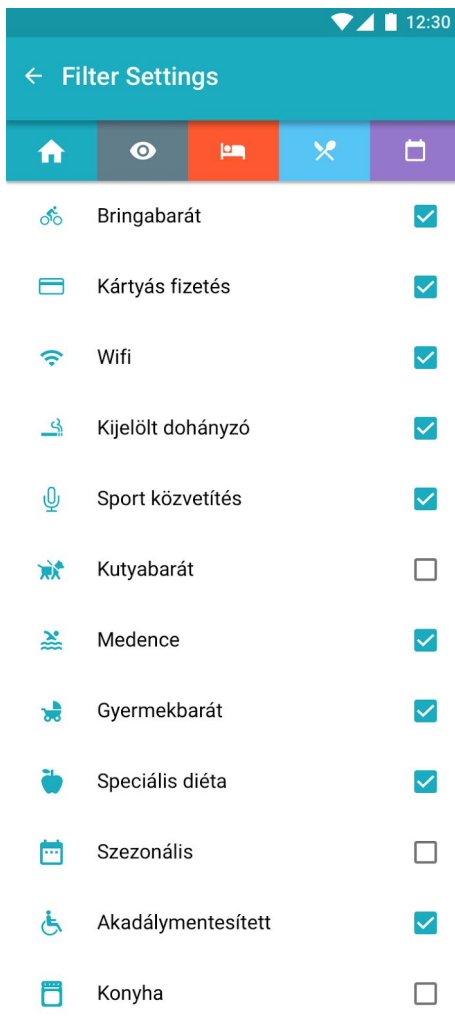 12:30
Filter Settings
Bringabarát
Kártyás fizetés
Wifi
Kijelölt dohányzó
Sport közvetítés
Kutyabarát
Medence
Gyermekbarát
Speciális diéta
Szezonális
Akadálymentesített
Konyha